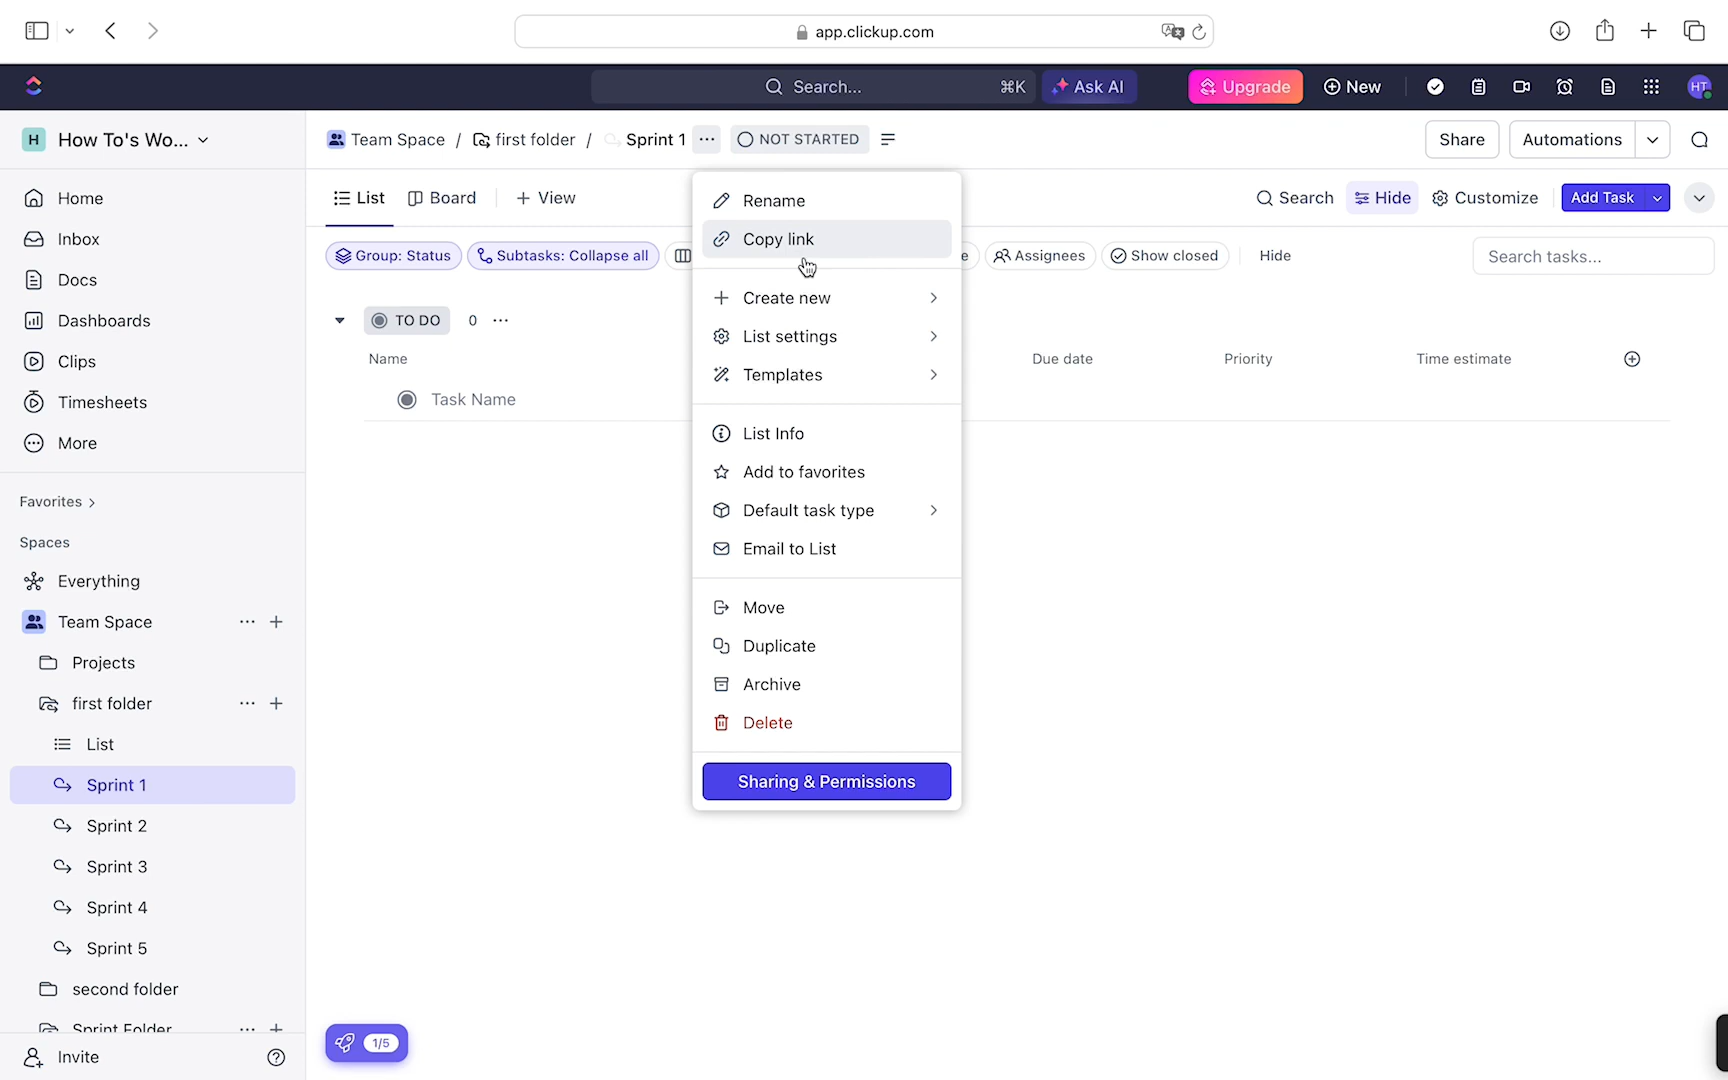 app.clickup.com
Search... ⌘K
Ask AI
Upgrade
New
HT
H How To's Wo...
Team Space / first folder / Sprint 1 ... NOT STARTED
Share
Automations
Home
Inbox
Docs
Dashboards
Clips
Timesheets
More
Favorites
Spaces
Everything
Team Space
Projects
first folder
List
Sprint 1
Sprint 2
Sprint 3
Sprint 4
Sprint 5
second folder
Sprint Folder
Invite
List
Board
+ View
Search
Hide
Customize
Add Task
Group: Status
Subtasks: Collapse all
e
Assignees
Show closed
Hide
Search tasks...
TO DO 0 ...
Name
Due date
Priority
Time estimate
Task Name
Rename
Copy link
Create new
List settings
Templates
List Info
Add to favorites
Default task type
Email to List
Move
Duplicate
Archive
Delete
Sharing & Permissions
1/5